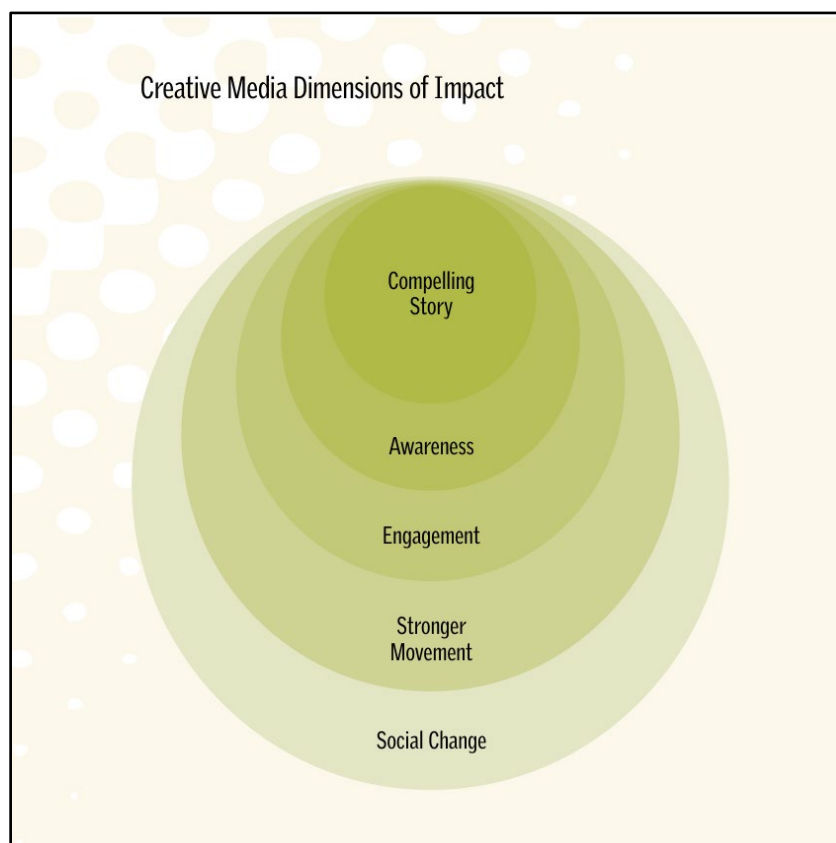 Creative Media Dimensions of Impact
Compelling
Story
Awareness
Engagement
Stronger
Movement
Social Change